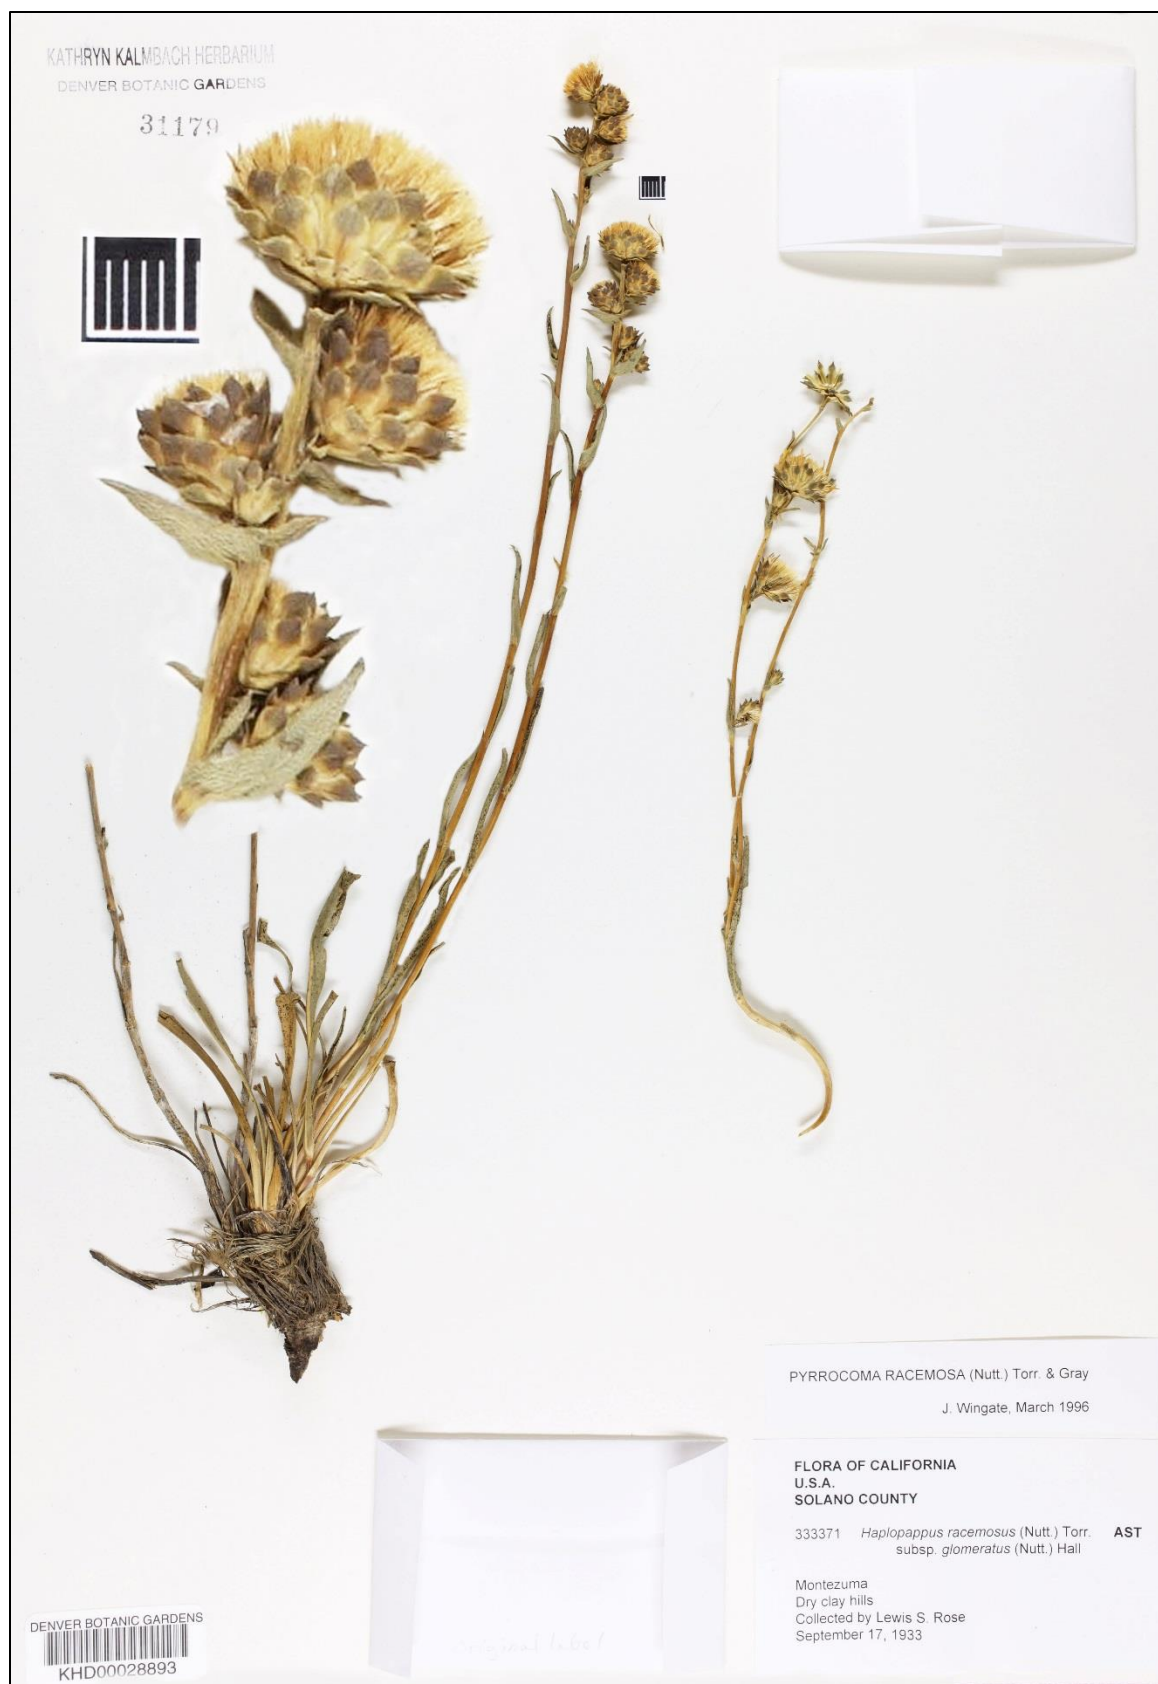 KATHRYN KALMBACH HERBARIUM
DENVER BOTANIC GARDENS
31179
PYRROCOMA RACEMOSA (Nutt.) Torr. & Gray
J. Wingate, March 1996
FLORA OF CALIFORNIA
U.S.A.
SOLANO COUNTY
333371 Haplopappus racemosus (Nutt.) Torr. AST
subsp. glomeratus (Nutt.) Hall
Montezuma
Dry clay hills
Collected by Lewis S. Rose
September 17, 1933
original label
DENVER BOTANIC GARDENS
KHD00028893